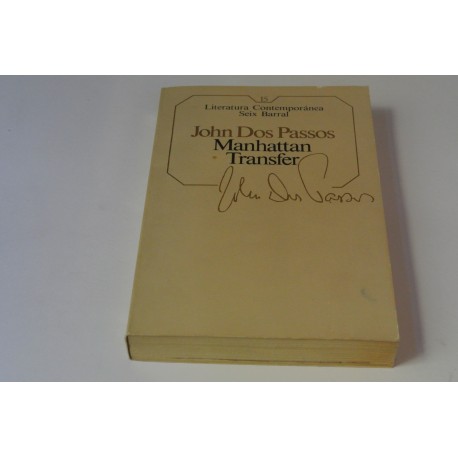 15
Literatura Contemporánea
Seix Barral
John Dos Passos
Manhattan
Transfer
John Dos Passos